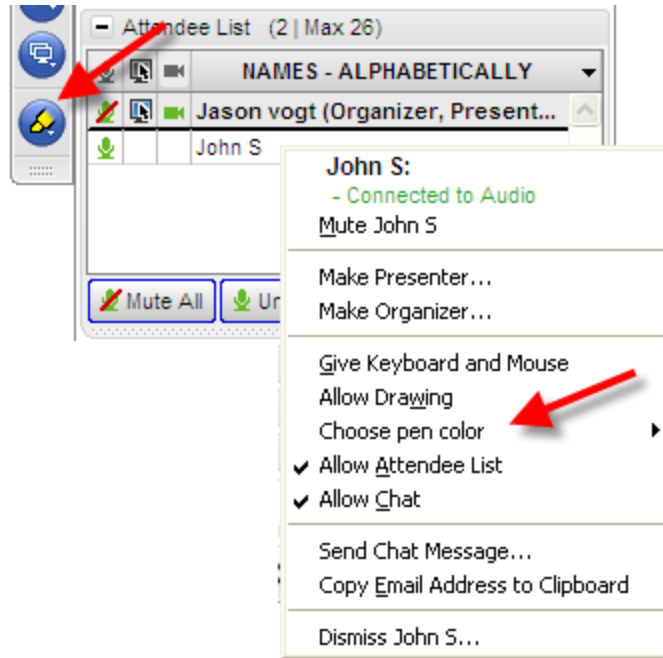 Attendee List (2 | Max 26)
NAMES - ALPHABETICALLY
Jason vogt (Organizer, Present...
John S
John S:
- Connected to Audio
Mute John S
Make Presenter...
Make Organizer...
Mute All
Give Keyboard and Mouse
Allow Drawing
Choose pen color
Allow Attendee List
Allow Chat
Send Chat Message...
Copy Email Address to Clipboard
Dismiss John S...